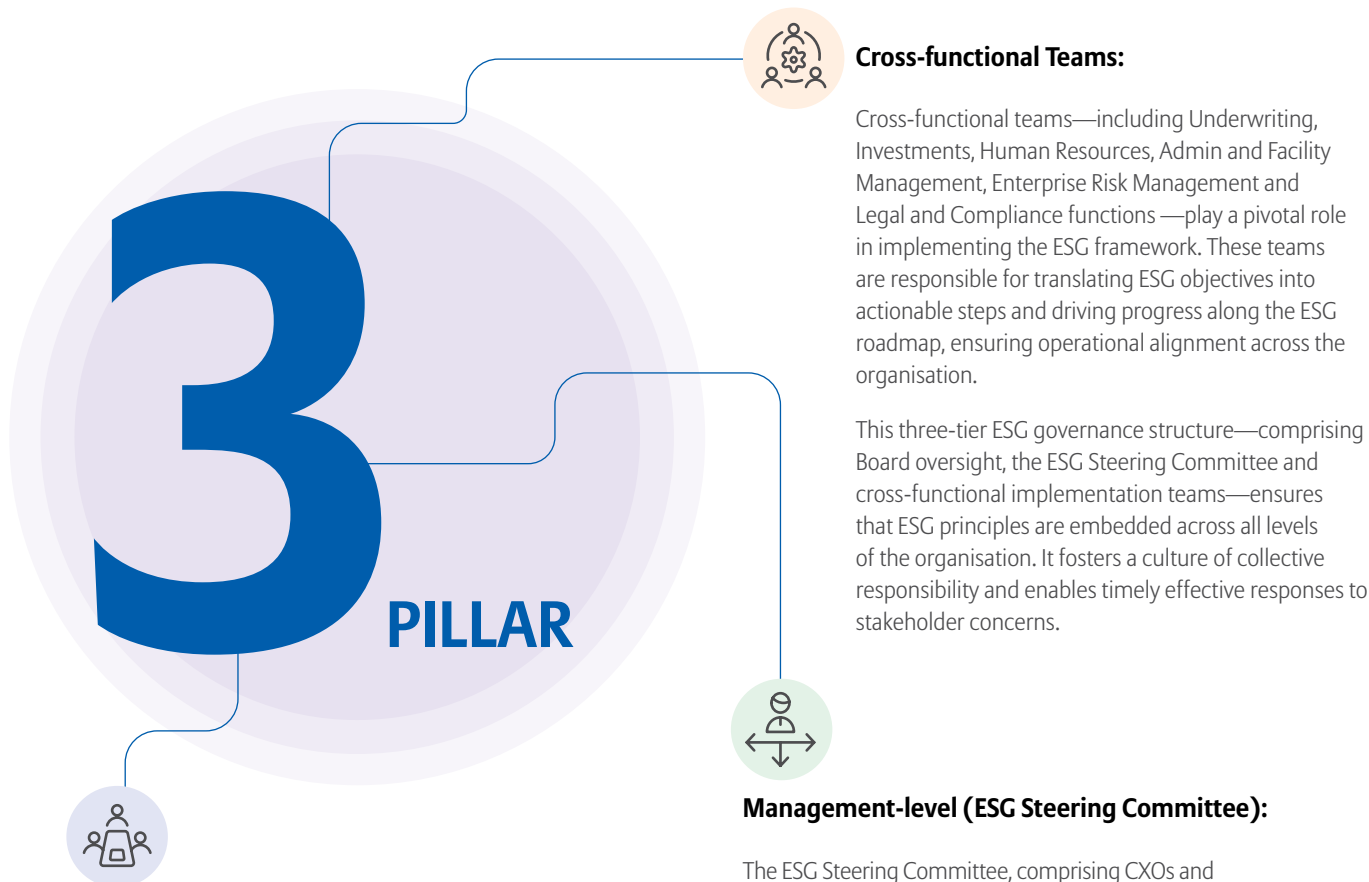 3
PILLAR
Cross-functional Teams:
Cross-functional teams—including Underwriting,
Investments, Human Resources, Admin and Facility
Management, Enterprise Risk Management and
Legal and Compliance functions —play a pivotal role
in implementing the ESG framework. These teams
are responsible for translating ESG objectives into
actionable steps and driving progress along the ESG
roadmap, ensuring operational alignment across the
organisation.
This three-tier ESG governance structure—comprising
Board oversight, the ESG Steering Committee and
cross-functional implementation teams—ensures
that ESG principles are embedded across all levels
of the organisation. It fosters a culture of collective
responsibility and enables timely effective responses to
stakeholder concerns.
Management-level (ESG Steering Committee):
The ESG Steering Committee, comprising CXOs and